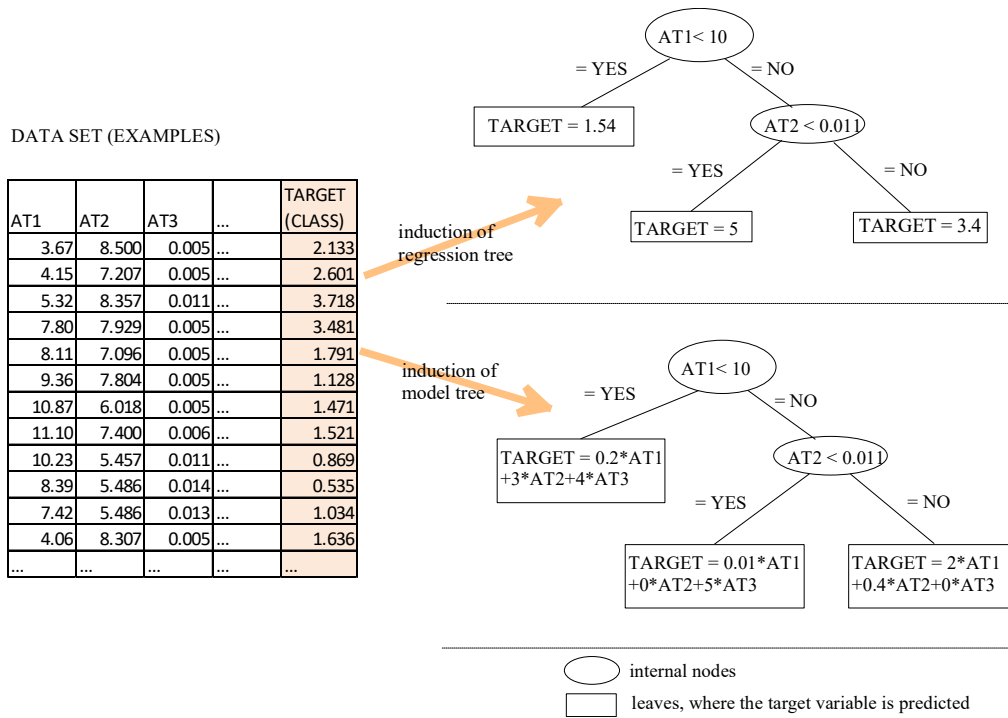 DATA SET (EXAMPLES)
AT1 AT2 AT3 ... TARGET (CLASS)
3.67 8.500 0.005 ... 2.133
4.15 7.207 0.005 ... 2.601
5.32 8.357 0.011 ... 3.718
7.80 7.929 0.005 ... 3.481
8.11 7.096 0.005 ... 1.791
9.36 7.804 0.005 ... 1.128
10.87 6.018 0.005 ... 1.471
11.10 7.400 0.006 ... 1.521
10.23 5.457 0.011 ... 0.869
8.39 5.486 0.014 ... 0.535
7.42 5.486 0.013 ... 1.034
4.06 8.307 0.005 ... 1.636
... ... ... ... ...
induction of
regression tree
AT1< 10
= YES
= NO
TARGET = 1.54
AT2 < 0.011
= YES
= NO
TARGET = 5
TARGET = 3.4
induction of
model tree
AT1< 10
= YES
= NO
TARGET = 0.2*AT1
+3*AT2+4*AT3
AT2 < 0.011
= YES
= NO
TARGET = 0.01*AT1
+0*AT2+5*AT3
TARGET = 2*AT1
+0.4*AT2+0*AT3
internal nodes
leaves, where the target variable is predicted